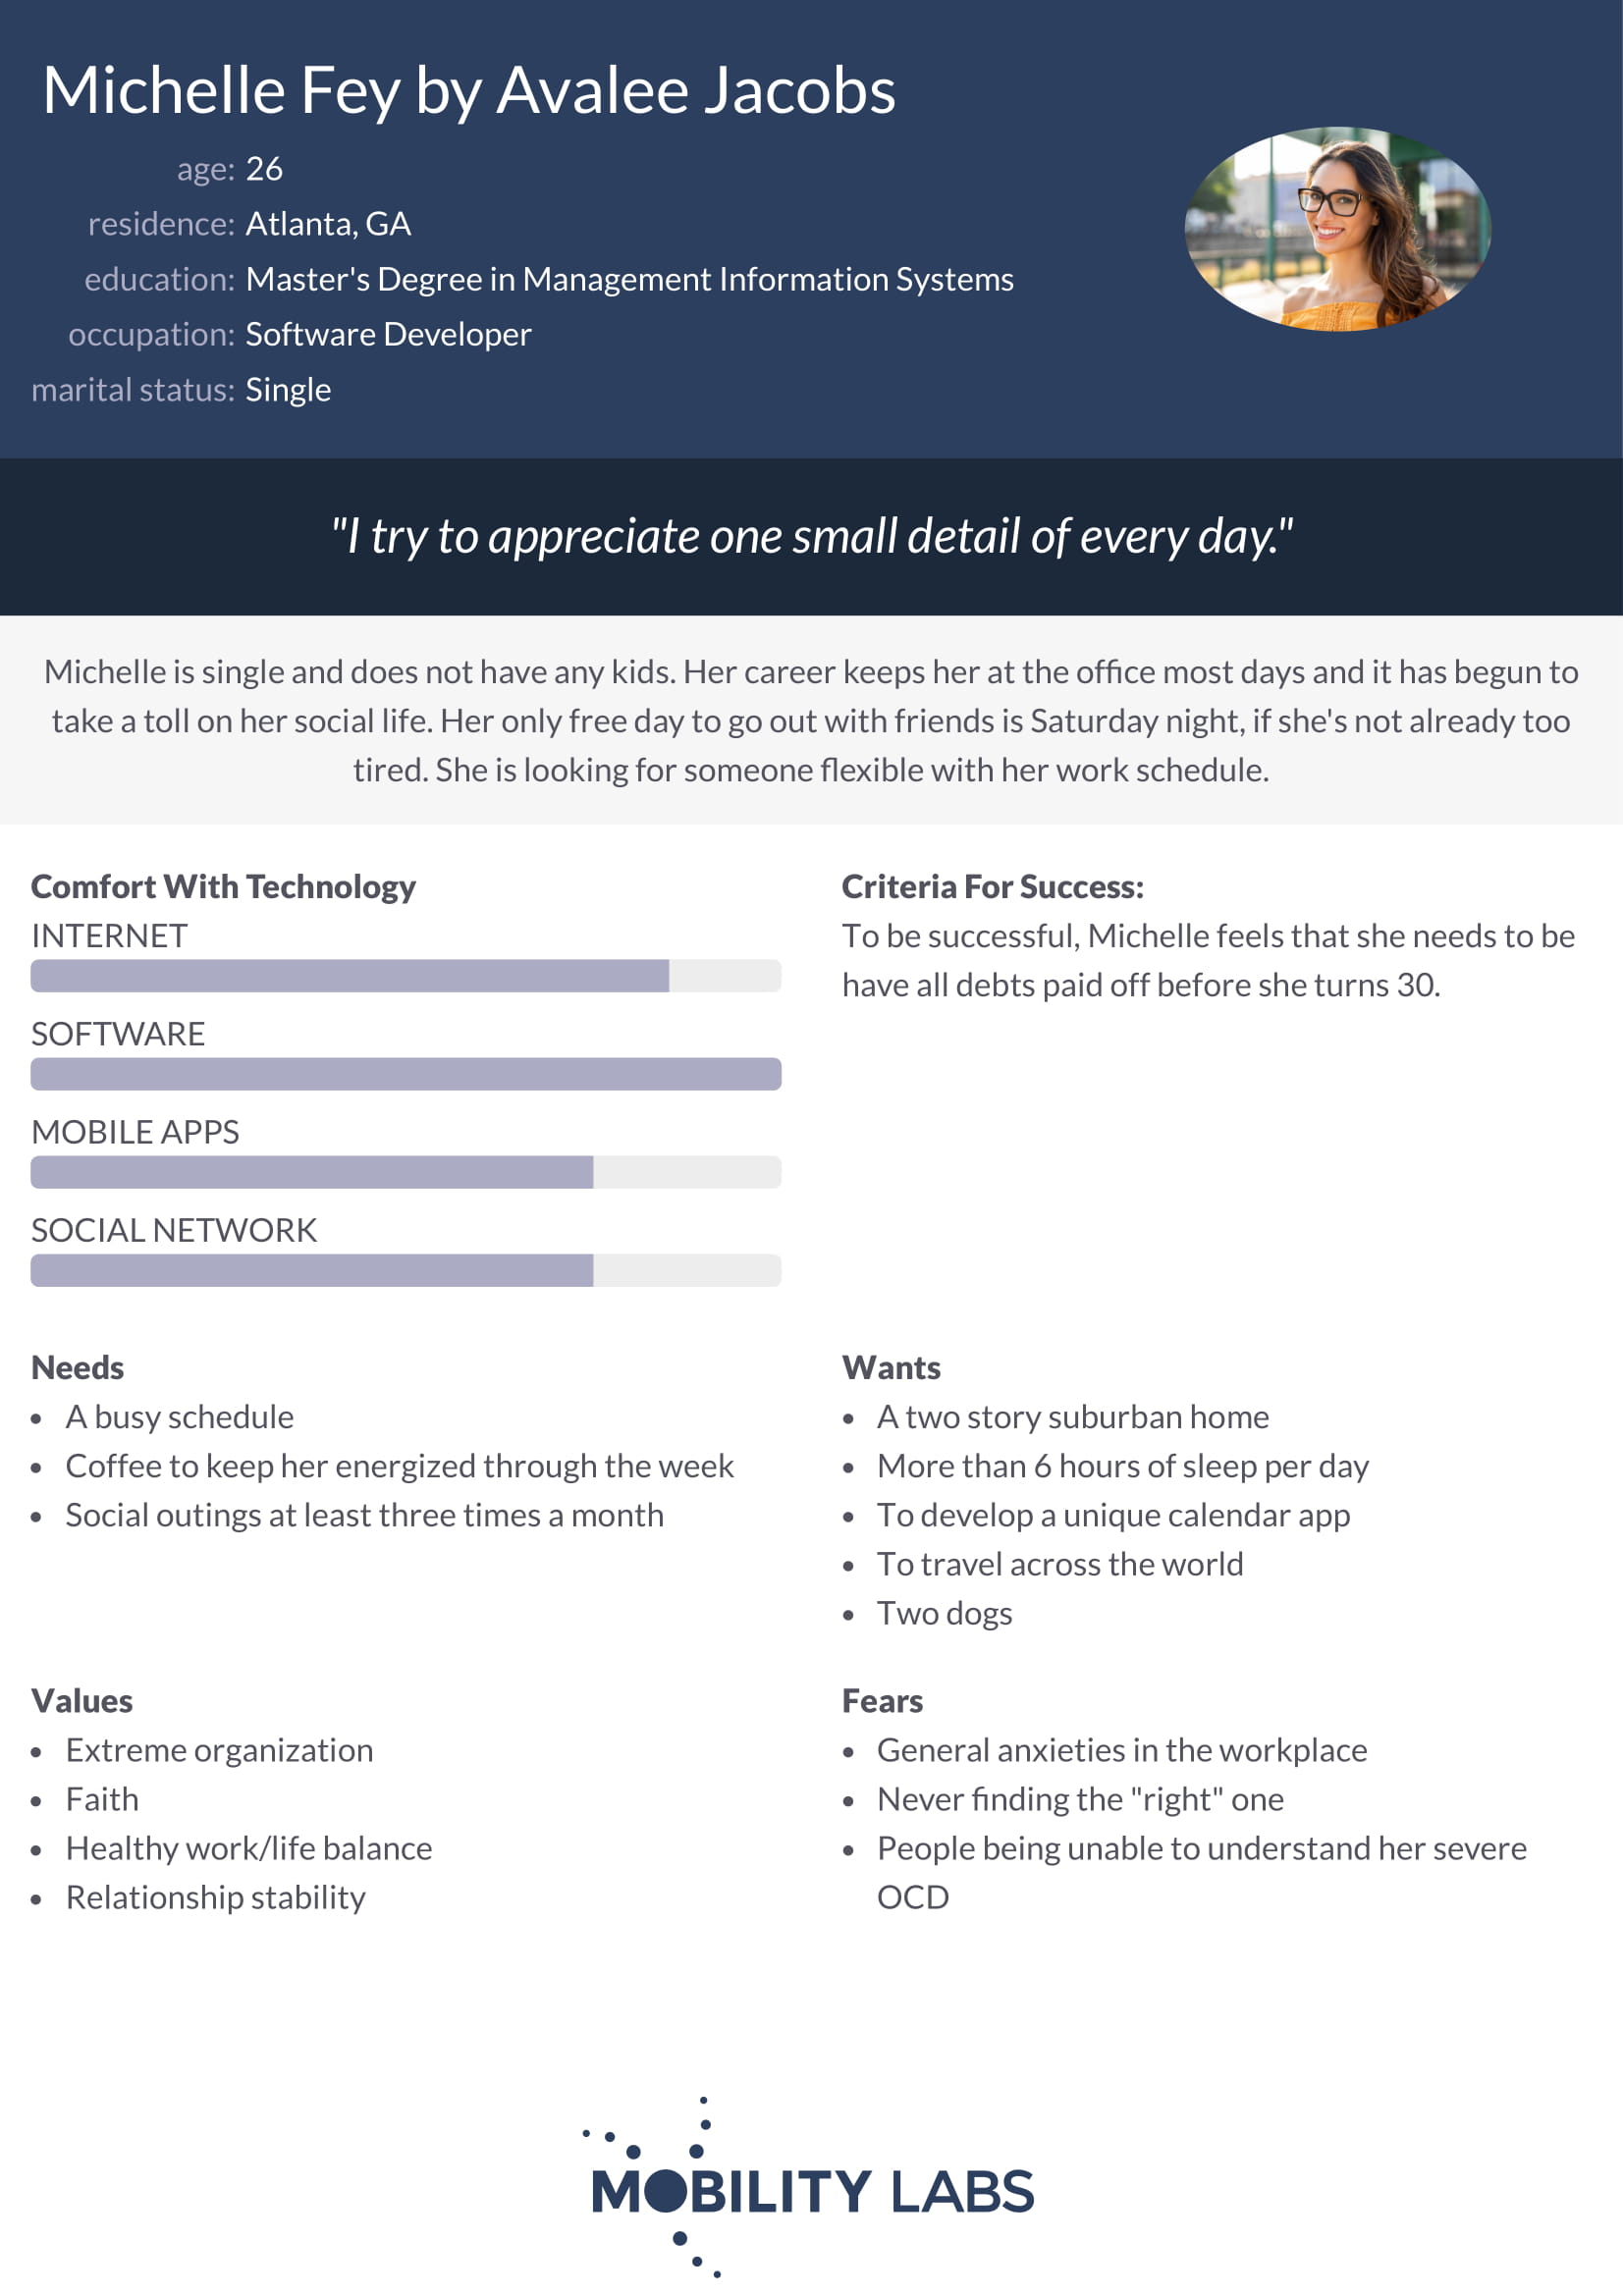 Michelle Fey by Avalee Jacobs
age: 26
residence: Atlanta, GA
education: Master's Degree in Management Information Systems
occupation: Software Developer
marital status: Single
"I try to appreciate one small detail of every day."
Michelle is single and does not have any kids. Her career keeps her at the office most days and it has begun to
take a toll on her social life. Her only free day to go out with friends is Saturday night, if she's not already too
tired. She is looking for someone flexible with her work schedule.
Comfort With Technology
INTERNET
SOFTWARE
MOBILE APPS
SOCIAL NETWORK
Criteria For Success:
To be successful, Michelle feels that she needs to be
have all debts paid off before she turns 30.
Needs
• A busy schedule
• Coffee to keep her energized through the week
• Social outings at least three times a month
Wants
• A two story suburban home
• More than 6 hours of sleep per day
• To develop a unique calendar app
• To travel across the world
• Two dogs
Values
• Extreme organization
• Faith
• Healthy work/life balance
• Relationship stability
Fears
• General anxieties in the workplace
• Never finding the "right" one
• People being unable to understand her severe
OCD
MOBILITY LABS